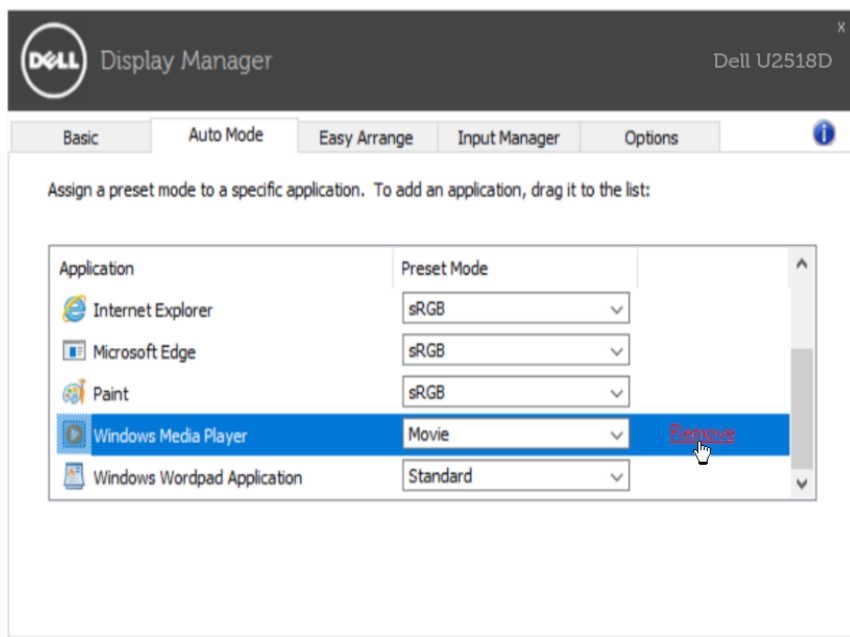 DELL Display Manager
x
Dell U2518D
Basic Auto Mode Easy Arrange Input Manager Options
Assign a preset mode to a specific application. To add an application, drag it to the list:
Application Preset Mode
Internet Explorer sRGB
Microsoft Edge sRGB
Paint sRGB
Windows Media Player Movie Remove
Windows Wordpad Application Standard